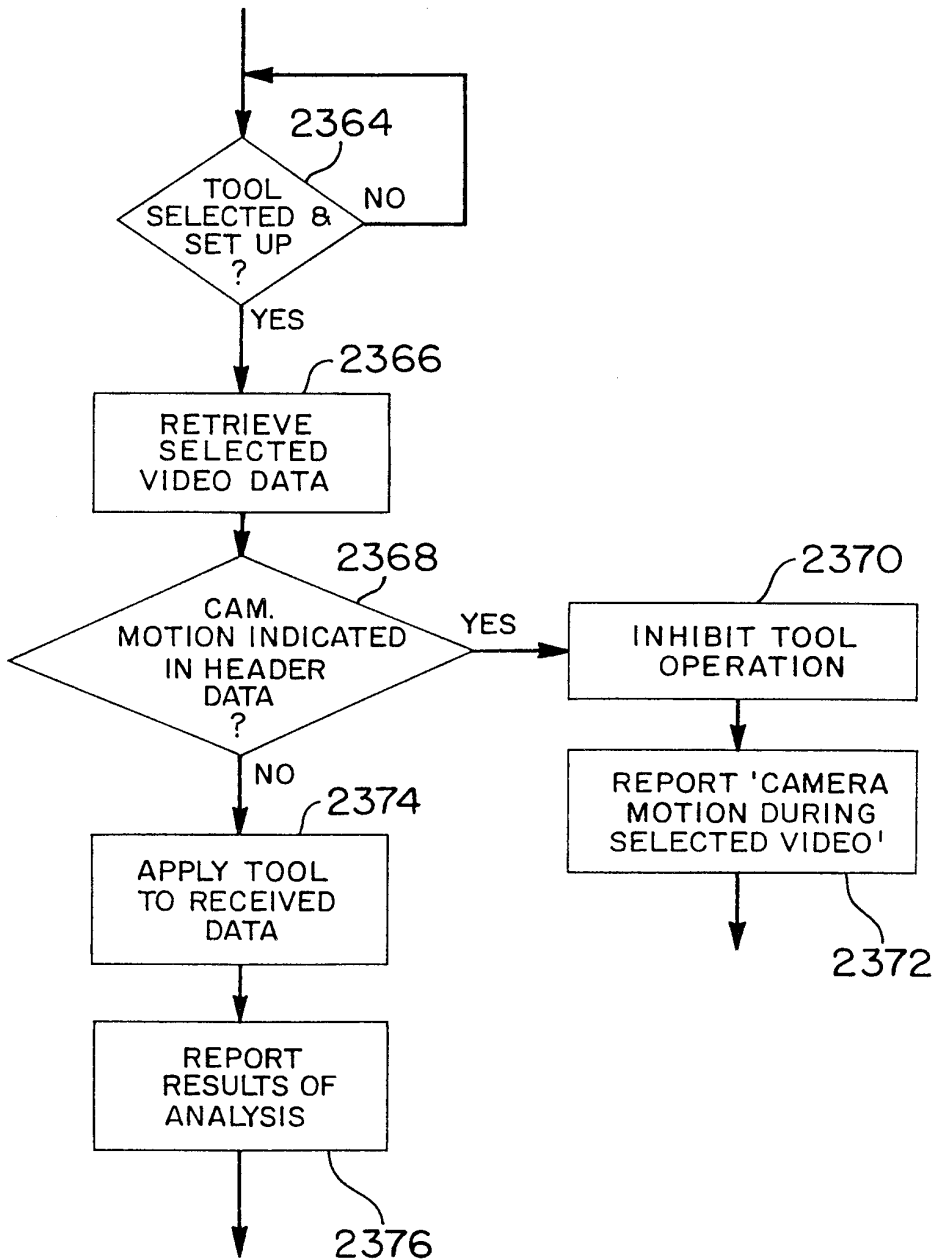 2364
TOOL
SELECTED &
SET UP
?
NO
YES
2366
RETRIEVE
SELECTED
VIDEO DATA
2368
CAM.
MOTION INDICATED
IN HEADER
DATA
?
YES
2370
INHIBIT TOOL
OPERATION
REPORT 'CAMERA
MOTION DURING
SELECTED VIDEO'
2372
NO
2374
APPLY TOOL
TO RECEIVED
DATA
REPORT
RESULTS OF
ANALYSIS
2376